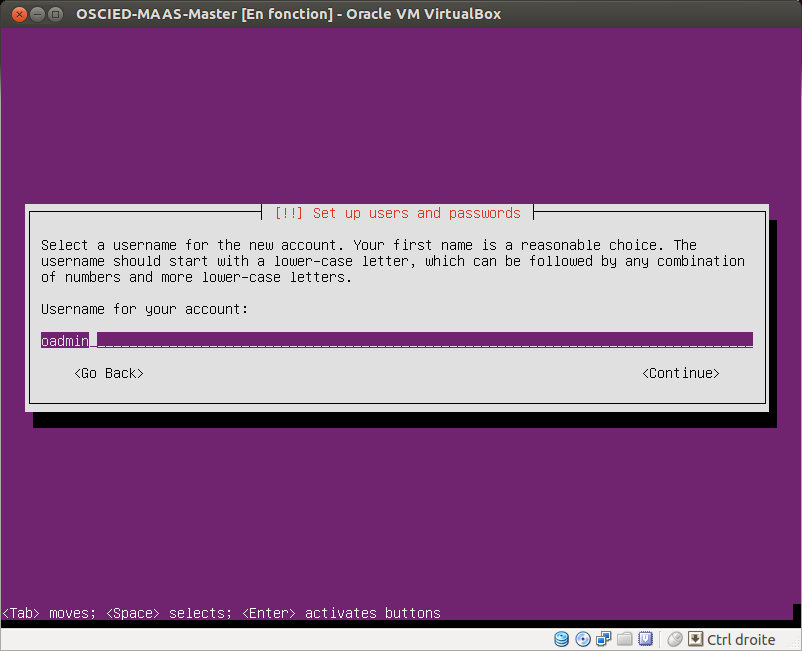 OSCIED-MAAS-Master [En fonction] - Oracle VM VirtualBox
[!!] Set up users and passwords
Select a username for the new account. Your first name is a reasonable choice. The
username should start with a lower-case letter, which can be followed by any combination
of numbers and more lower-case letters.
Username for your account:
oadmin
<Go Back> <Continue>
<Tab> moves; <Space> selects; <Enter> activates buttons
Ctrl droite